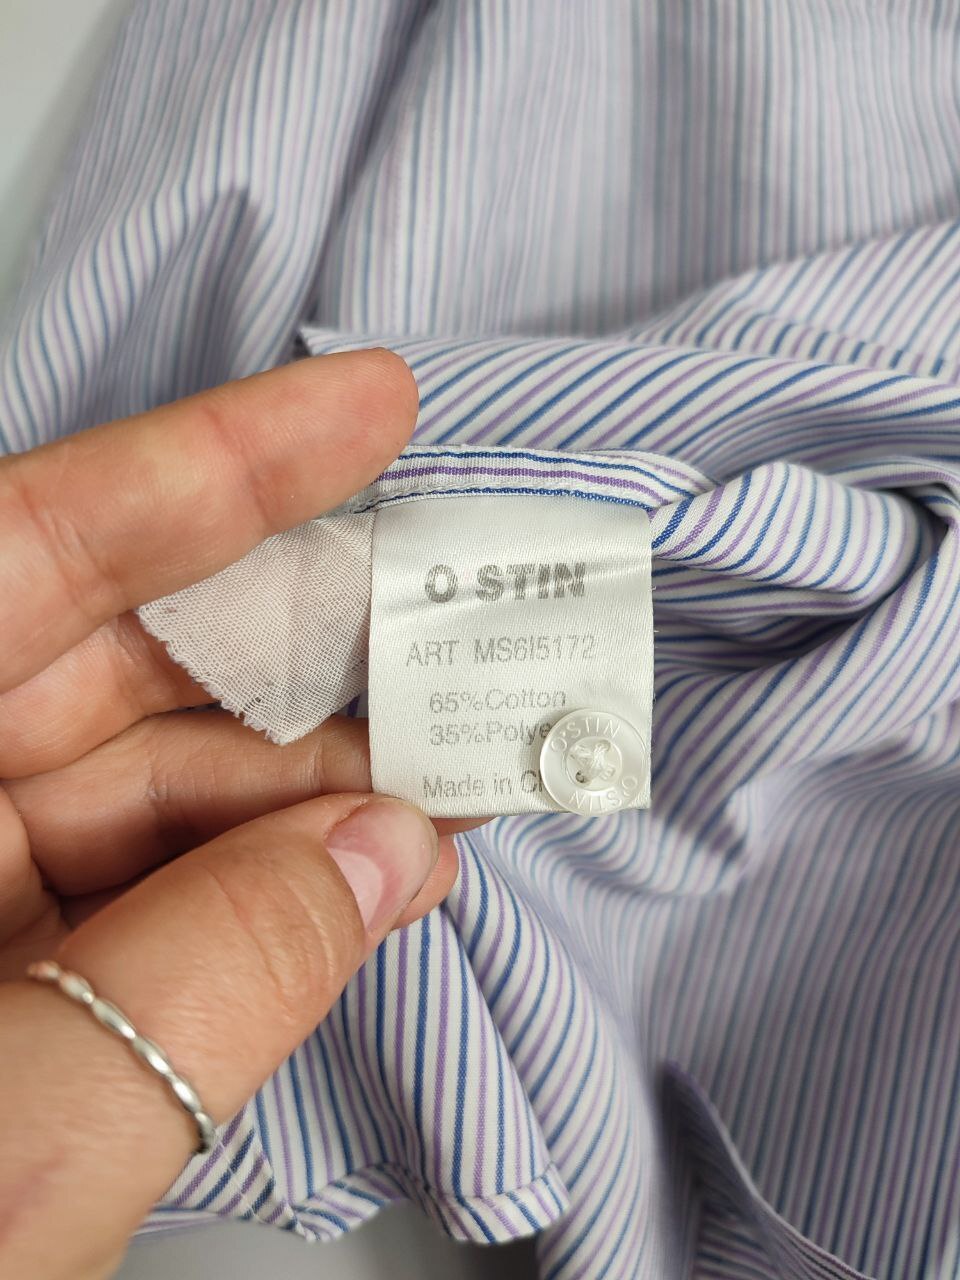 O'STIN
ART MS6I5172
65%Cotton
35%Polye
Made in C
O'STIN
O'STIN